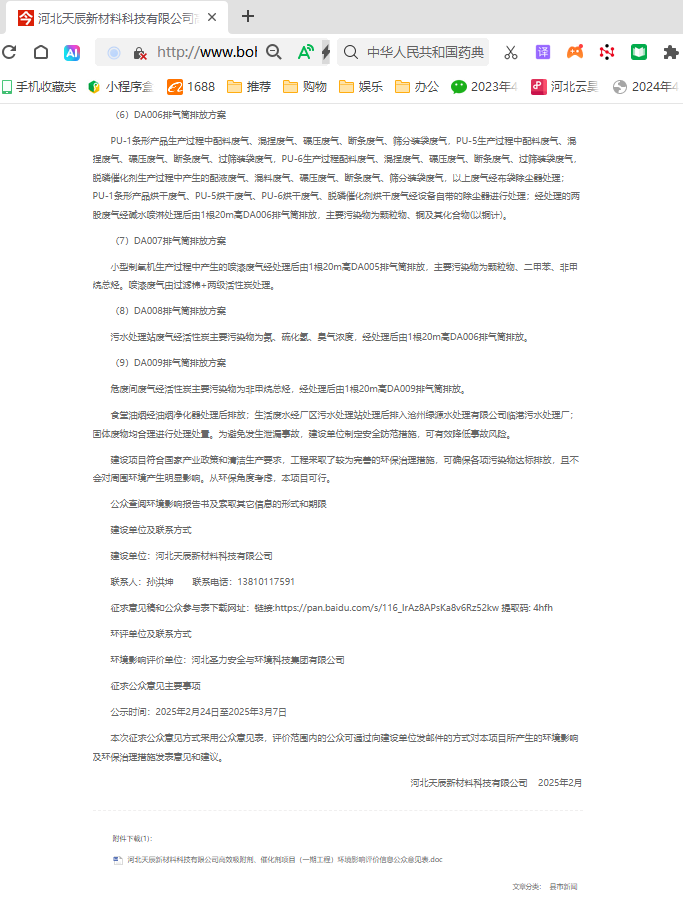 河北天辰新材料科技有限公司
http://www.bol
中华人民共和国药典
手机收藏夹 小程序盒 1688 推荐 购物 娱乐 办公 2023年 河北云昊 2024年
（6）DA006排气筒排放方案
PU-1条形产品生产过程中配料废气、混捏废气、碾压废气、断条废气、筛分装袋废气，PU-5生产过程中配料废气、混
捏废气、碾压废气、断条废气、过筛装袋废气，PU-6生产过程配料废气、混捏废气、碾压废气、断条废气、过筛装袋废气，
脱磷催化剂生产过程中产生的配液废气、混料废气、碾压废气、断条废气、筛分装袋废气，以上废气经布袋除尘器处理；
PU-1条形产品烘干废气、PU-5烘干废气、PU-6烘干废气、脱磷催化剂烘干废气经设备自带的除尘器进行处理；经处理的两
股废气经碱水喷淋处理后由1根20m高DA006排气筒排放，主要污染物为颗粒物、铜及其化合物(以铜计)。
（7）DA007排气筒排放方案
小型制氧机生产过程中产生的喷漆废气经处理后由1根20m高DA005排气筒排放，主要污染物为颗粒物、二甲苯、非甲
烷总烃。喷漆废气由过滤棉+两级活性炭处理。
（8）DA008排气筒排放方案
污水处理站废气经活性炭主要污染物为氨、硫化氢、臭气浓度，经处理后由1根20m高DA006排气筒排放。
（9）DA009排气筒排放方案
危废间废气经活性炭主要污染物为非甲烷总烃，经处理后由1根20m高DA009排气筒排放。
食堂油烟经油烟净化器处理后排放；生活废水经厂区污水处理站处理后排入沧州绿源水处理有限公司临港污水处理厂；
固体废物均合理进行处理处置。为避免发生泄漏事故，建设单位制定安全防范措施，可有效降低事故风险。
建设项目符合国家产业政策和清洁生产要求，工程采取了较为完善的环保治理措施，可确保各项污染物达标排放，且不
会对周围环境产生明显影响。从环保角度考虑，本项目可行。
公众查阅环境影响报告书及索取其它信息的形式和期限
建设单位及联系方式
建设单位：河北天辰新材料科技有限公司
联系人：孙洪坤 联系电话：13810117591
征求意见稿和公众参与表下载网址：链接:https://pan.baidu.com/s/116_IrAz8APsKa8v6Rz52kw 提取码: 4hfh
环评单位及联系方式
环境影响评价单位：河北圣力安全与环境科技集团有限公司
征求公众意见主要事项
公示时间：2025年2月24日至2025年3月7日
本次征求公众意见方式采用公众意见表，评价范围内的公众可通过向建设单位发邮件的方式对本项目所产生的环境影响
及环保治理措施发表意见和建议。
河北天辰新材料科技有限公司 2025年2月
附件下载(1)：
河北天辰新材料科技有限公司高效吸附剂、催化剂项目（一期工程）环境影响评价信息公众意见表.doc
文章分类： 县市新闻